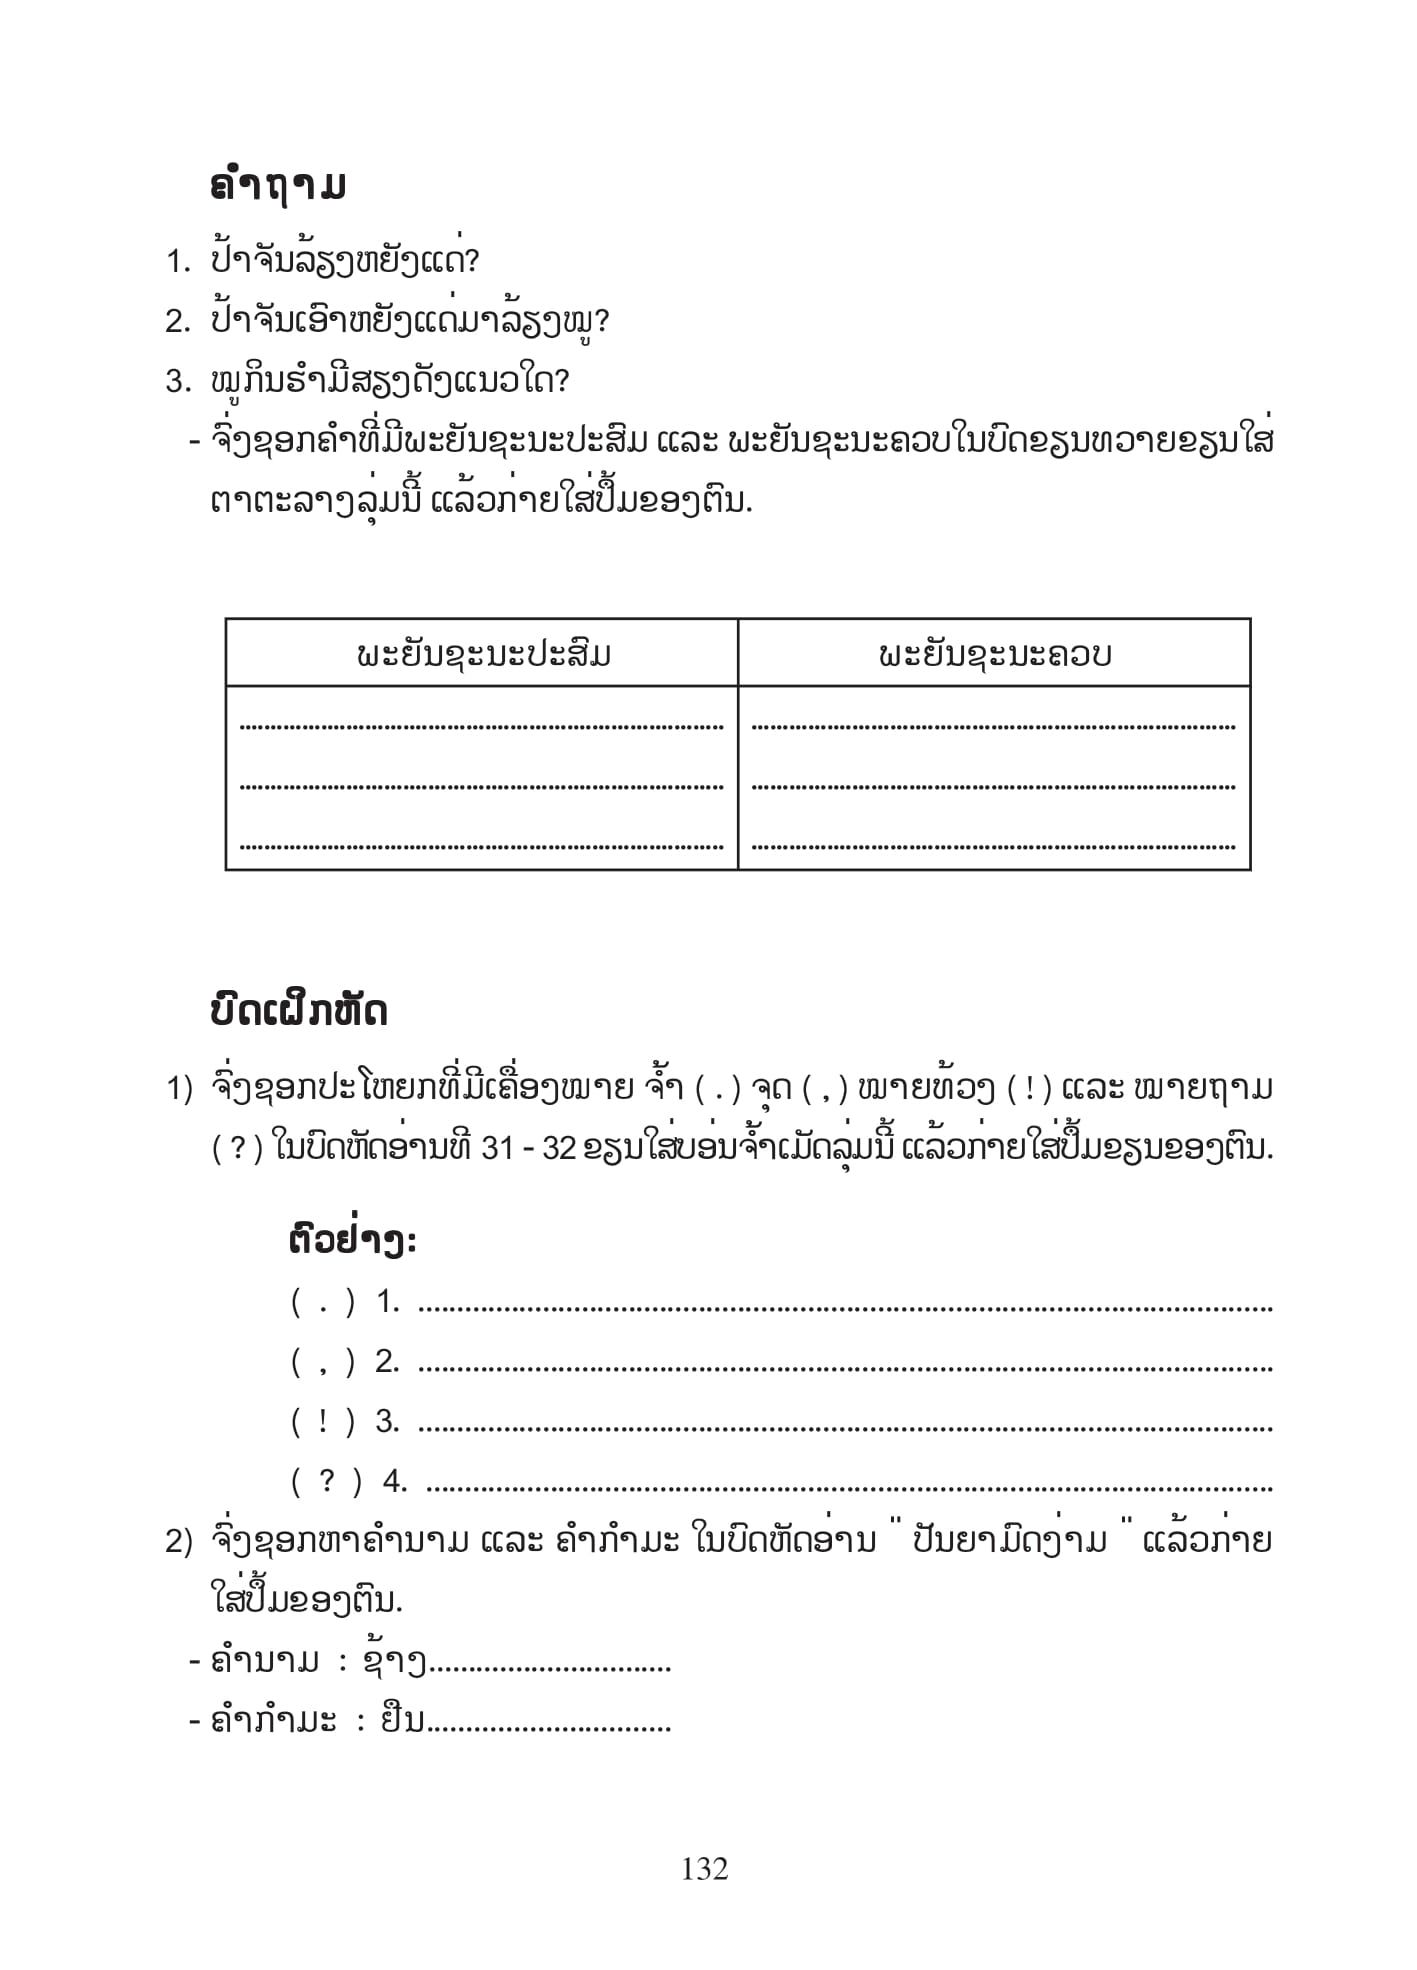 ຄຳຖາມ
1. ປ້າຈັນລ້ຽງຫຍັງແດ່?
2. ປ້າຈັນເອົາຫຍັງແດ່ມາລ້ຽງໝູ?
3. ໝູກິນຮຳມີສຽງດັງແນວໃດ?
- ຈົ່ງຊອກຄຳທີ່ມີພະຍັນຊະນະປະສົມ ແລະ ພະຍັນຊະນະຄວບໃນບົດຂຽນທວາຍຂຽນໃສ່
ຕາຕະລາງລຸ່ມນີ້ ແລ້ວກ່າຍໃສ່ປຶ້ມຂອງຕົນ.
ພະຍັນຊະນະປະສົມ ພະຍັນຊະນະຄວບ
................................................................................ ................................................................................
................................................................................ ................................................................................
................................................................................ ................................................................................
ບົດເຝິກຫັດ
1) ຈົ່ງຊອກປະໂຫຍກທີ່ມີເຄື່ອງໝາຍ ຈ້ຳ ( . ) ຈຸດ ( , ) ໝາຍທ້ວງ ( ! ) ແລະ ໝາຍຖາມ
( ? ) ໃນບົດຫັດອ່ານທີ 31 - 32 ຂຽນໃສ່ບອ່ນຈ້ຳເມັດລຸ່ມນີ້ ແລ້ວກ່າຍໃສ່ປຶ້ມຂຽນຂອງຕົນ.
ຕົວຢ່າງ:
( . ) 1. ................................................................................
( , ) 2. ................................................................................
( ! ) 3. ................................................................................
( ? ) 4. ................................................................................
2) ຈົ່ງຊອກຫາຄຳນາມ ແລະ ຄຳກຳມະ ໃນບົດຫັດອ່ານ " ປັນຍາມົດງ່າມ " ແລ້ວກ່າຍ
ໃສ່ປຶ້ມຂອງຕົນ.
- ຄຳນາມ : ຊ້າງ...............................
- ຄຳກຳມະ : ຢືນ...............................
132